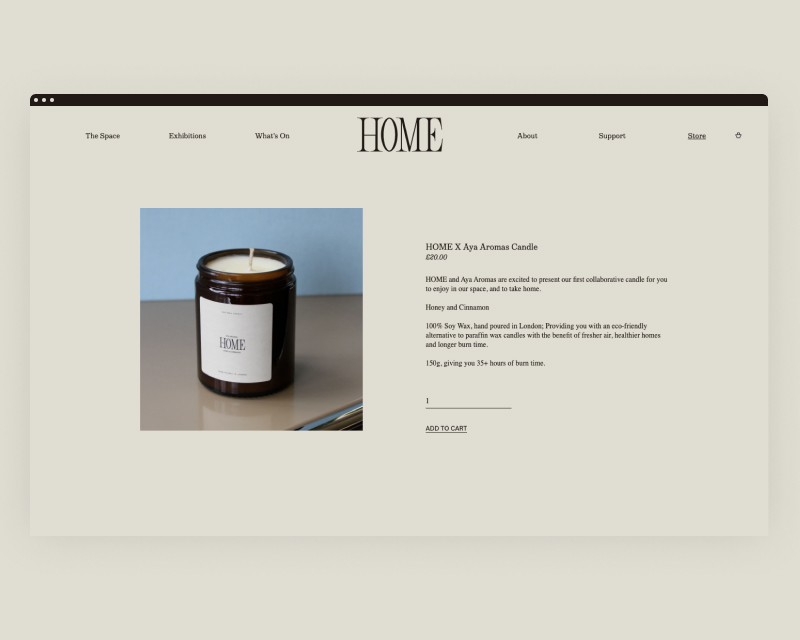 The Space
Exhibitions
What's On
HOME
About
Support
Store
HOME
HOME X Aya Aromas Candle
£20.00
HOME and Aya Aromas are excited to present our first collaborative candle for you
to enjoy in our space, and to take home.
Honey and Cinnamon
100% Soy Wax, hand poured in London; Providing you with an eco-friendly
alternative to paraffin wax candles with the benefit of fresher air, healthier homes
and longer burn time.
150g, giving you 35+ hours of burn time.
1
ADD TO CART